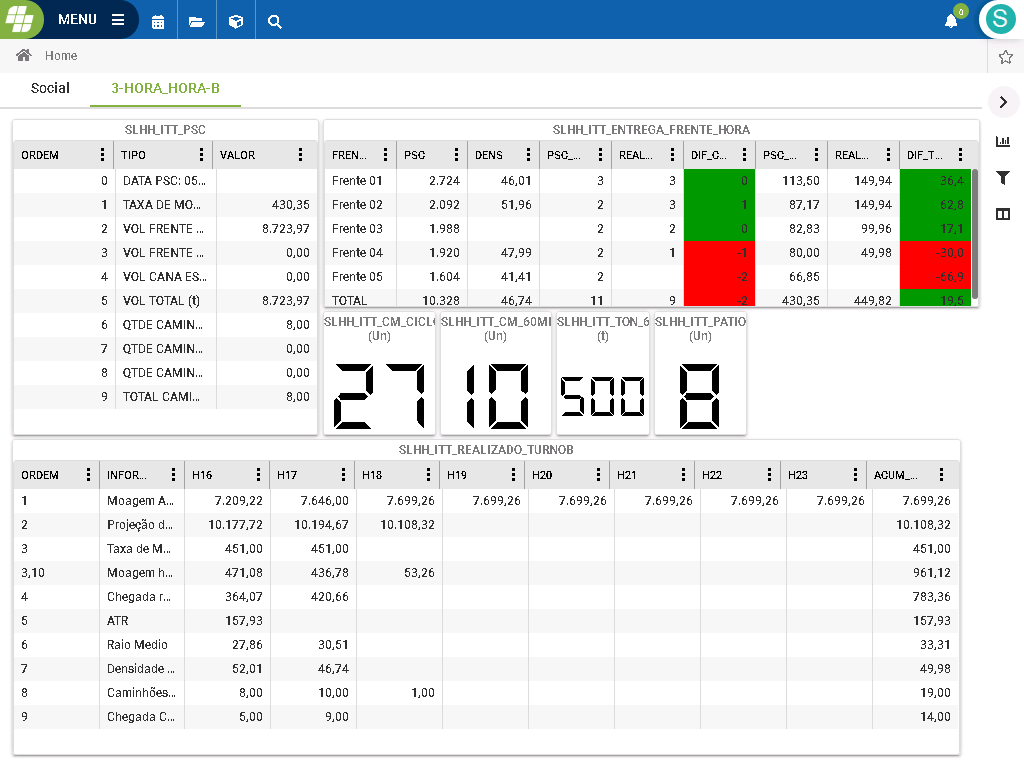 MENU
0
S
Home
Social 3-HORA_HORA-B
SLHH_ITT_PSC
ORDEM TIPO VALOR
0 DATA PSC: 05...
1 TAXA DE MO... 430,35
2 VOL FRENTE ... 8.723,97
3 VOL FRENTE ... 0,00
4 VOL CANA ES... 0,00
5 VOL TOTAL (t) 8.723,97
6 QTDE CAMIN... 8,00
7 QTDE CAMIN... 0,00
8 QTDE CAMIN... 0,00
9 TOTAL CAMI... 8,00
SLHH_ITT_ENTREGA_FRENTE_HORA
FREN... PSC DENS PSC_... REAL... DIF_C... PSC_... REAL... DIF_T...
Frente 01 2.724 46,01 3 3 0 113,50 149,94 36,4
Frente 02 2.092 51,96 2 3 1 87,17 149,94 62,8
Frente 03 1.988 2 2 0 82,83 99,96 17,1
Frente 04 1.920 47,99 2 1 -1 80,00 49,98 -30,0
Frente 05 1.604 41,41 2 -2 66,85 -66,9
TOTAL 10.328 46,74 11 9 -2 430,35 449,82 19,5
SLHH_ITT_CM_CICL
(Un)
27
SLHH_ITT_CM_60MI
(Un)
10
SLHH_ITT_TON_6
(t)
500
SLHH_ITT_PATIO
(Un)
8
SLHH_ITT_REALIZADO_TURNOB
ORDEM INFOR... H16 H17 H18 H19 H20 H21 H22 H23 ACUM_...
1 Moagem A... 7.209,22 7.646,00 7.699,26 7.699,26 7.699,26 7.699,26 7.699,26 7.699,26 7.699,26
2 Projeção d... 10.177,72 10.194,67 10.108,32 10.108,32
3 Taxa de M... 451,00 451,00 451,00
3,10 Moagem h... 471,08 436,78 53,26 961,12
4 Chegada r... 364,07 420,66 783,36
5 ATR 157,93 157,93
6 Raio Medio 27,86 30,51 33,31
7 Densidade ... 52,01 46,74 49,98
8 Caminhões... 8,00 10,00 1,00 19,00
9 Chegada C... 5,00 9,00 14,00